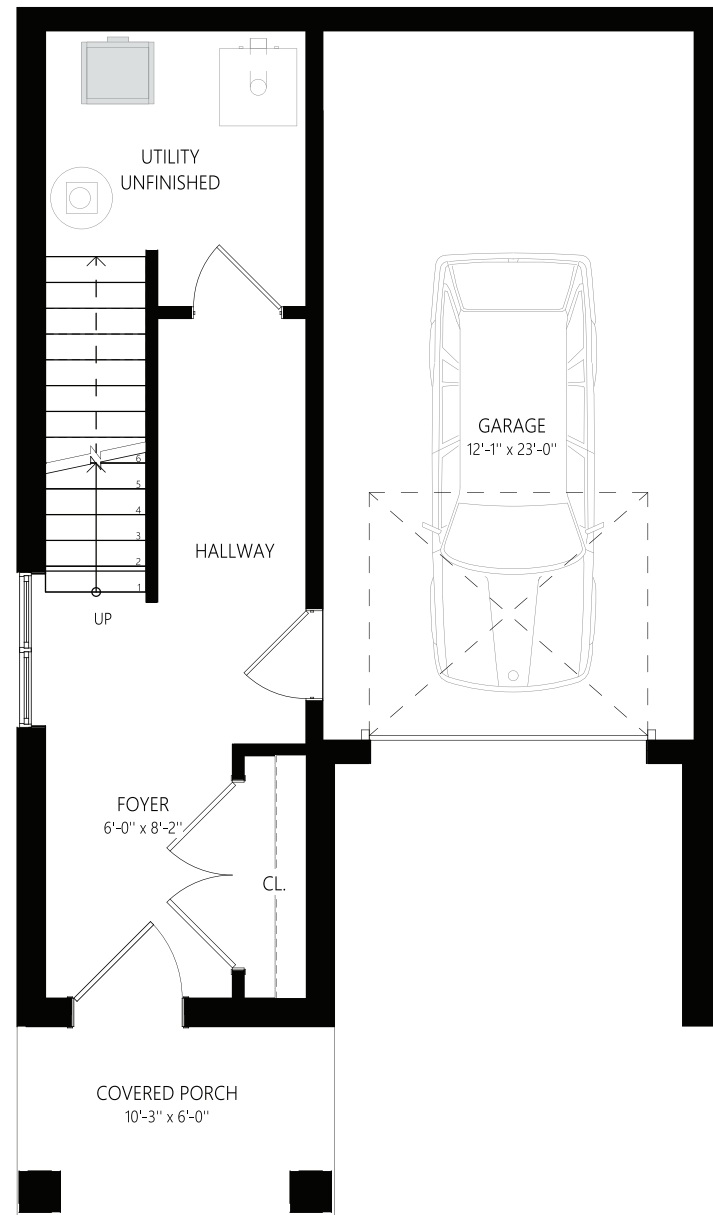 UTILITY
UNFINISHED
GARAGE
12'-1" x 23'-0"
6
5
4
3
2
1
HALLWAY
UP
FOYER
6'-0" x 8'-2"
CL.
COVERED PORCH
10'-3" x 6'-0"